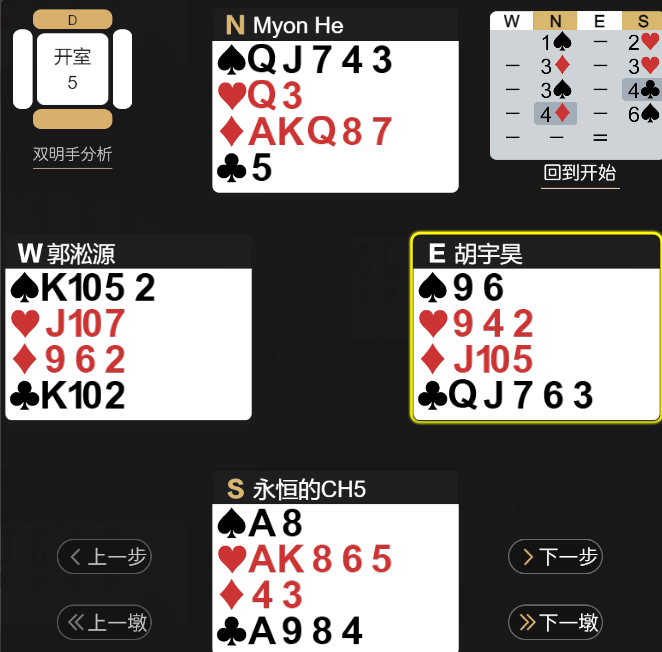 D
开室
5
双明手分析
N Myon He
♠Q J 7 4 3
♥Q 3
♦A K Q 8 7
♣5
W N E S
1♠ — 2♥
— 3♦ — 3♥
— 3♠ — 4♣
— 4♦ — 6♠
— — =
回到开始
W 郭淞源
♠K 10 5 2
♥J 10 7
♦9 6 2
♣K 10 2
E 胡宇昊
♠9 6
♥9 4 2
♦J 10 5
♣Q J 7 6 3
S 永恒的CH5
♠A 8
♥A K 8 6 5
♦4 3
♣A 9 8 4
上一步
下一步
上一墩
下一墩